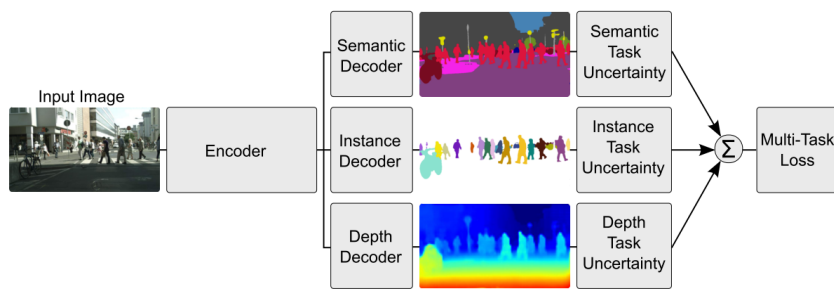 Input Image
Encoder
Semantic
Decoder
Semantic
Task
Uncertainty
Instance
Decoder
Instance
Task
Uncertainty
Depth
Decoder
Depth
Task
Uncertainty
Σ
Multi-Task
Loss